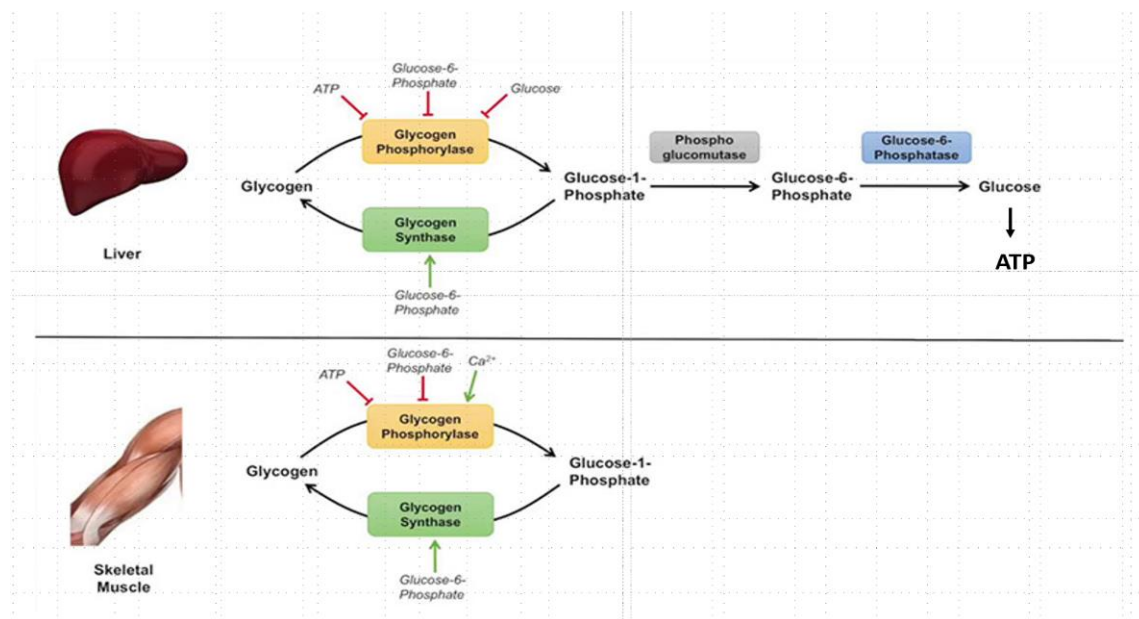 Glucose-6-
Phosphate
ATP
Glucose
Glycogen
Phosphorylase
Phospho
glucomutase
Glucose-6-
Phosphatase
Glycogen
Glucose-1-
Phosphate
Glucose-6-
Phosphate
Glucose
Glycogen
Synthase
Liver
ATP
Glucose-6-
Phosphate
Glucose-6-
Phosphate
Ca²⁺
ATP
Glycogen
Phosphorylase
Glycogen
Glucose-1-
Phosphate
Glycogen
Synthase
Skeletal
Muscle
Glucose-6-
Phosphate